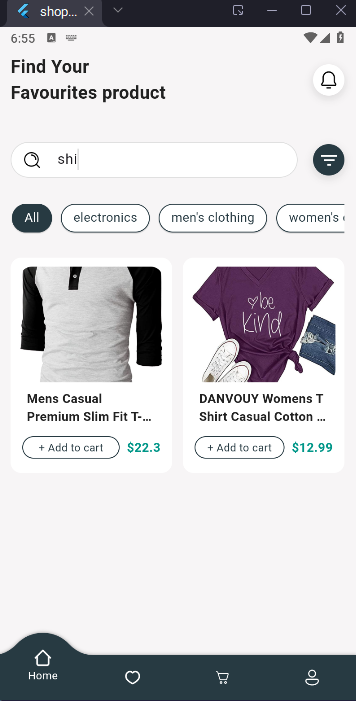 shop...
6:55
Find Your
Favourites product
shi
All
electronics
men's clothing
women's c
be
kind
Mens Casual
Premium Slim Fit T-...
DANVOUY Womens T
Shirt Casual Cotton ...
+ Add to cart
$22.3
+ Add to cart
$12.99
Home